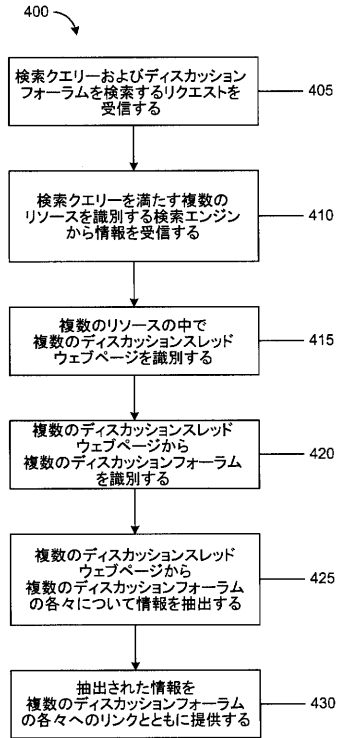 400
検索クエリーおよびディスカッション
フォーラムを検索するリクエストを
受信する
405
検索クエリーを満たす複数の
リソースを識別する検索エンジン
から情報を受信する
410
複数のリソースの中で
複数のディスカッションスレッド
ウェブページを識別する
415
複数のディスカッションスレッド
ウェブページから
複数のディスカッションフォーラム
を識別する
420
複数のディスカッションスレッド
ウェブページから
複数のディスカッションフォーラム
の各々について情報を抽出する
425
抽出された情報を
複数のディスカッションフォーラム
の各々へのリンクとともに提供する
430